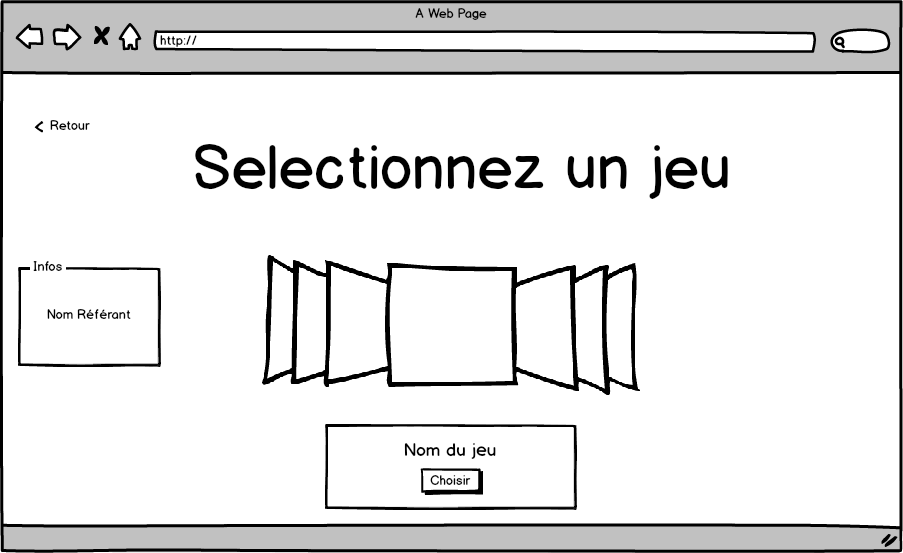 A Web Page
http://
Retour
Selectionnez un jeu
Infos
Nom Référant
Nom du jeu
Choisir